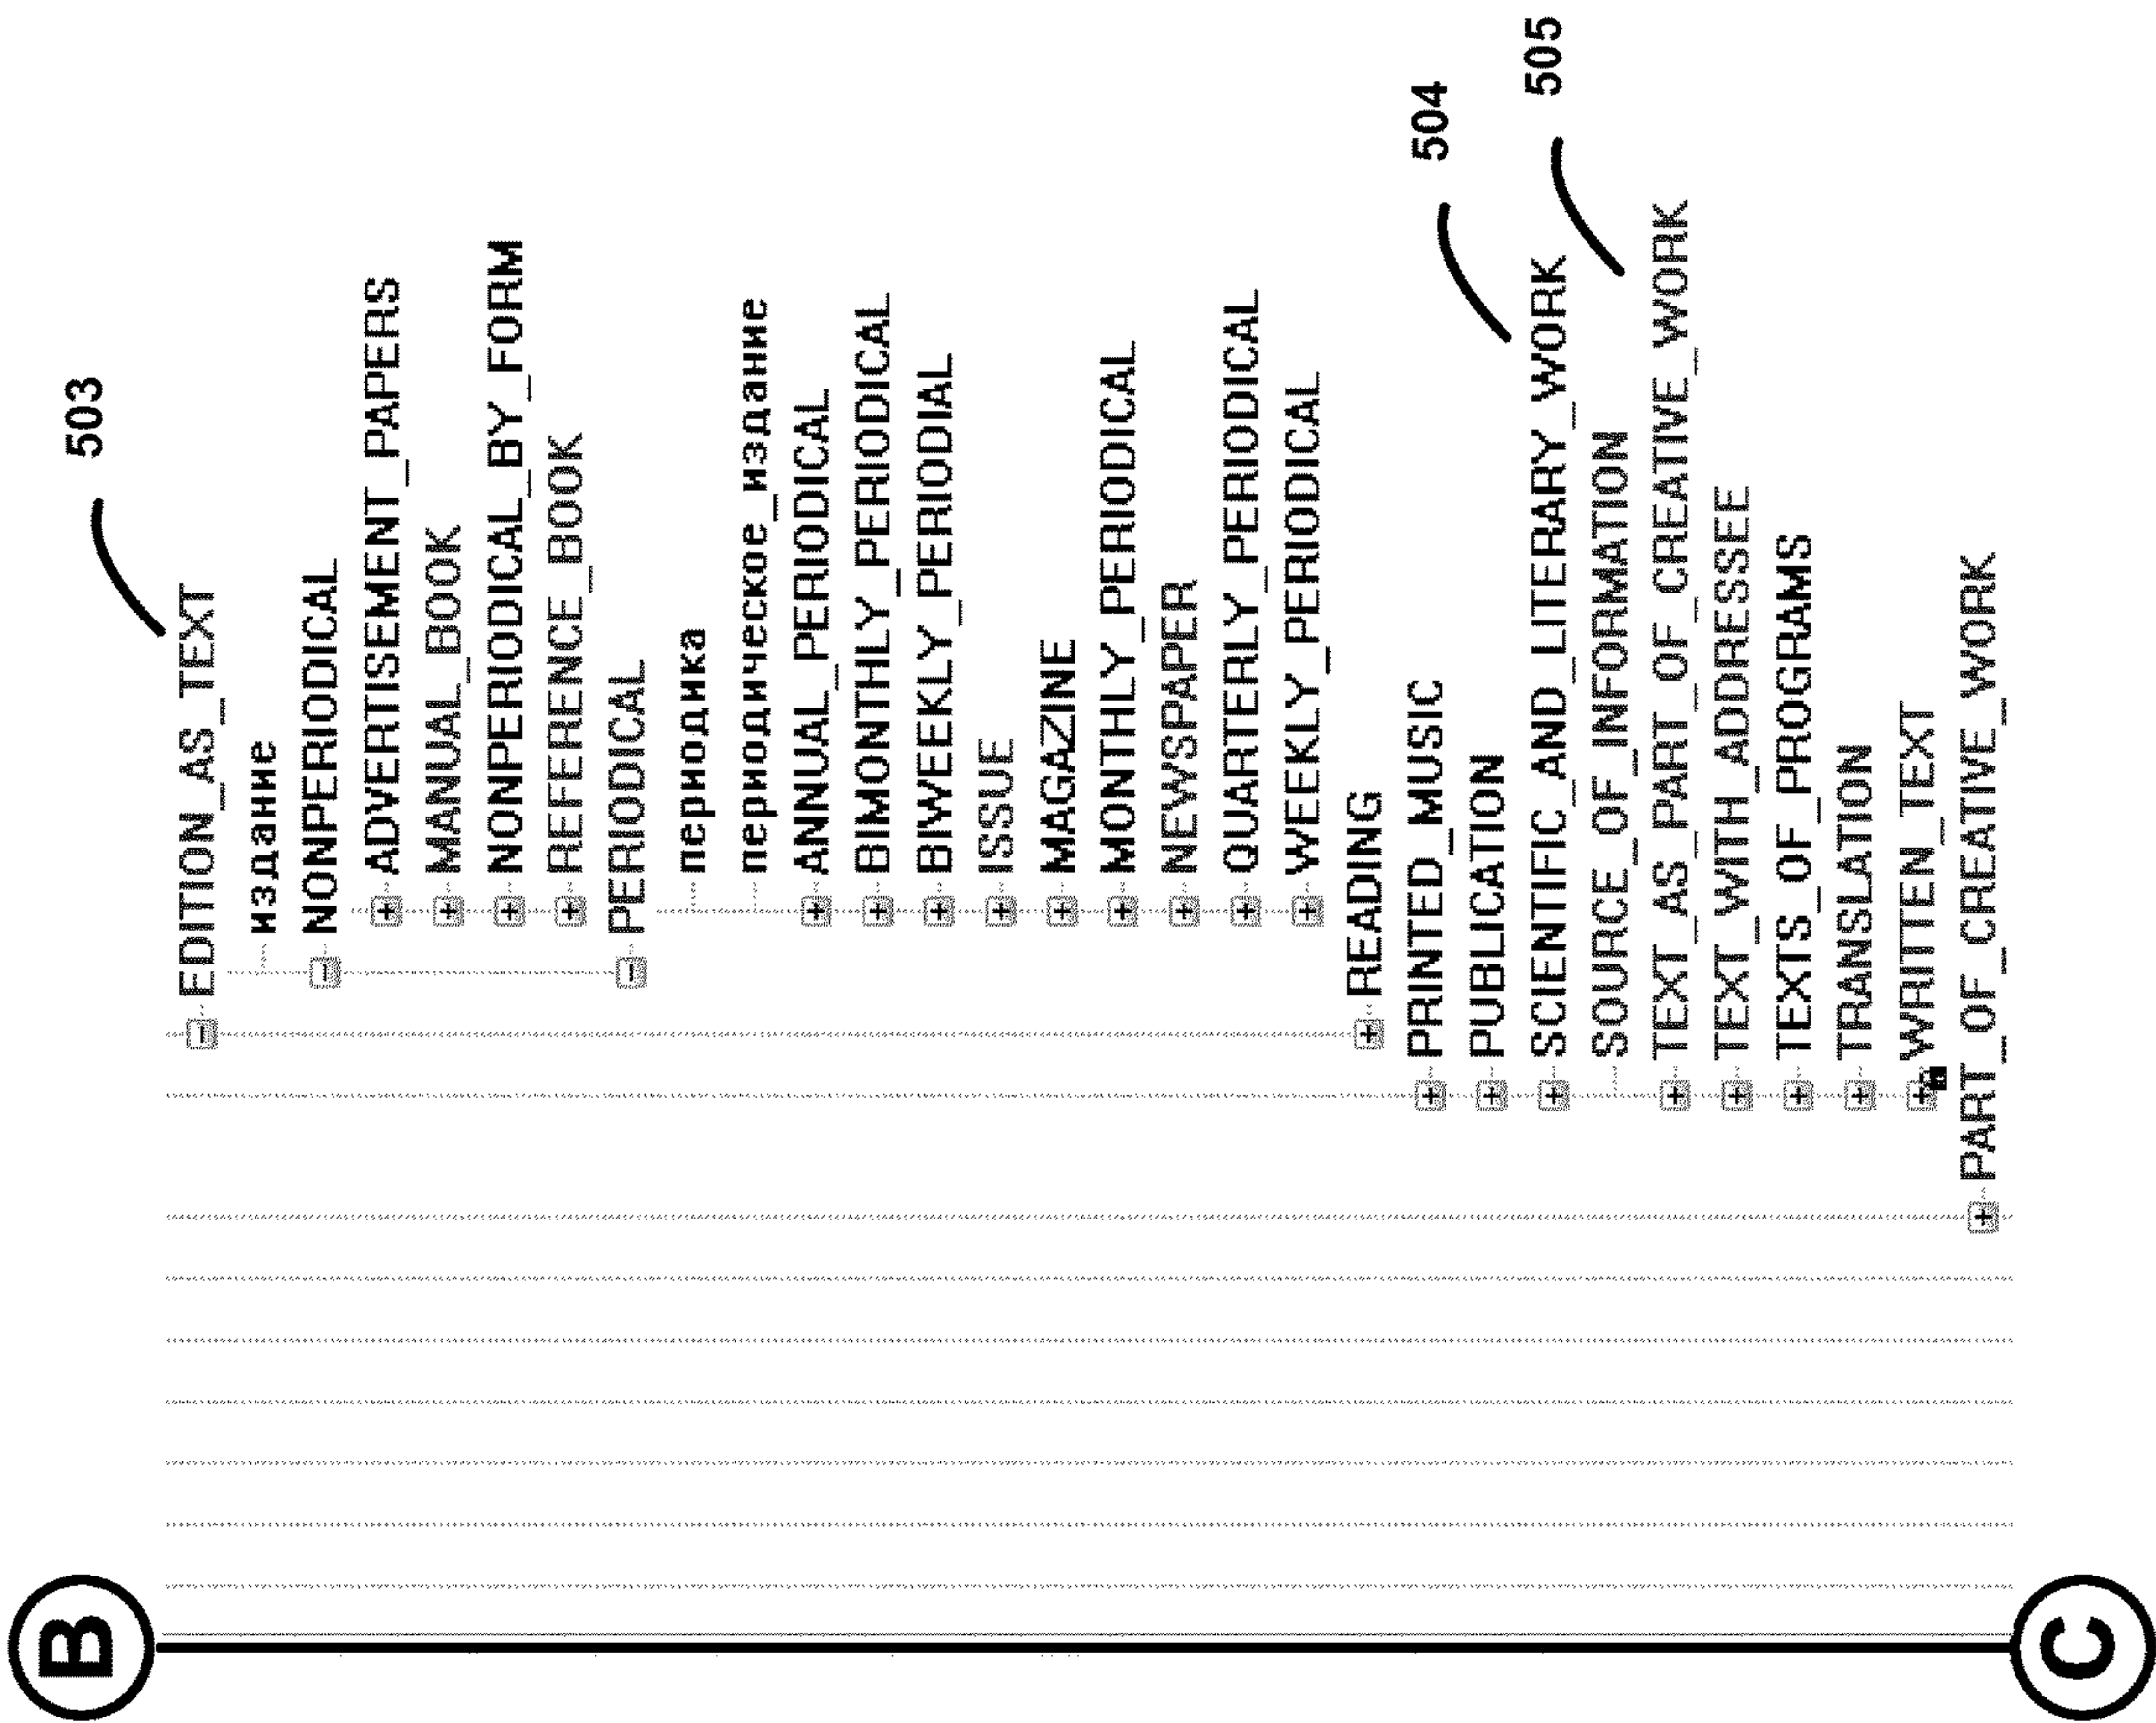 B
503
EDITION_AS_TEXT
издание
NONPERIODICAL
ADVERTISEMENT_PAPERS
MANUAL_BOOK
NONPERIODICAL_BY_FORM
REFERENCE_BOOK
PERIODICAL
периодика
периодическое_издание
ANNUAL_PERIODICAL
BIMONTHLY_PERIODICAL
BIWEEKLY_PERIODIAL
ISSUE
MAGAZINE
MONTHLY_PERIODICAL
NEWSPAPER
QUARTERLY_PERIODICAL
WEEKLY_PERIODICAL
READING
PRINTED_MUSIC
504
PUBLICATION
SCIENTIFIC_AND_LITERARY_WORK
505
SOURCE_OF_INFORMATION
TEXT_AS_PART_OF_CREATIVE_WORK
TEXT_WITH_ADDRESSEE
TEXTS_OF_PROGRAMS
TRANSLATION
WRITTEN_TEXT
PART_OF_CREATIVE_WORK
C